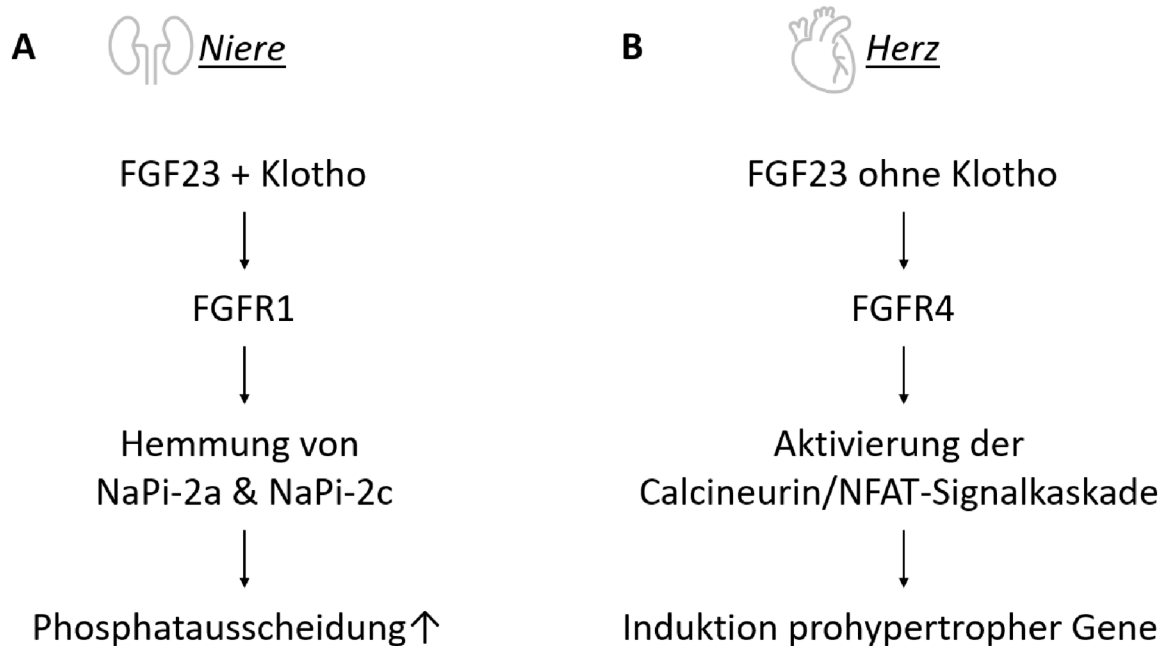 A Niere
FGF23 + Klotho
FGFR1
Hemmung von
NaPi-2a & NaPi-2c
Phosphatausscheidung↑
B Herz
FGF23 ohne Klotho
FGFR4
Aktivierung der
Calcineurin/NFAT-Signalkaskade
Induktion prohypertropher Gene